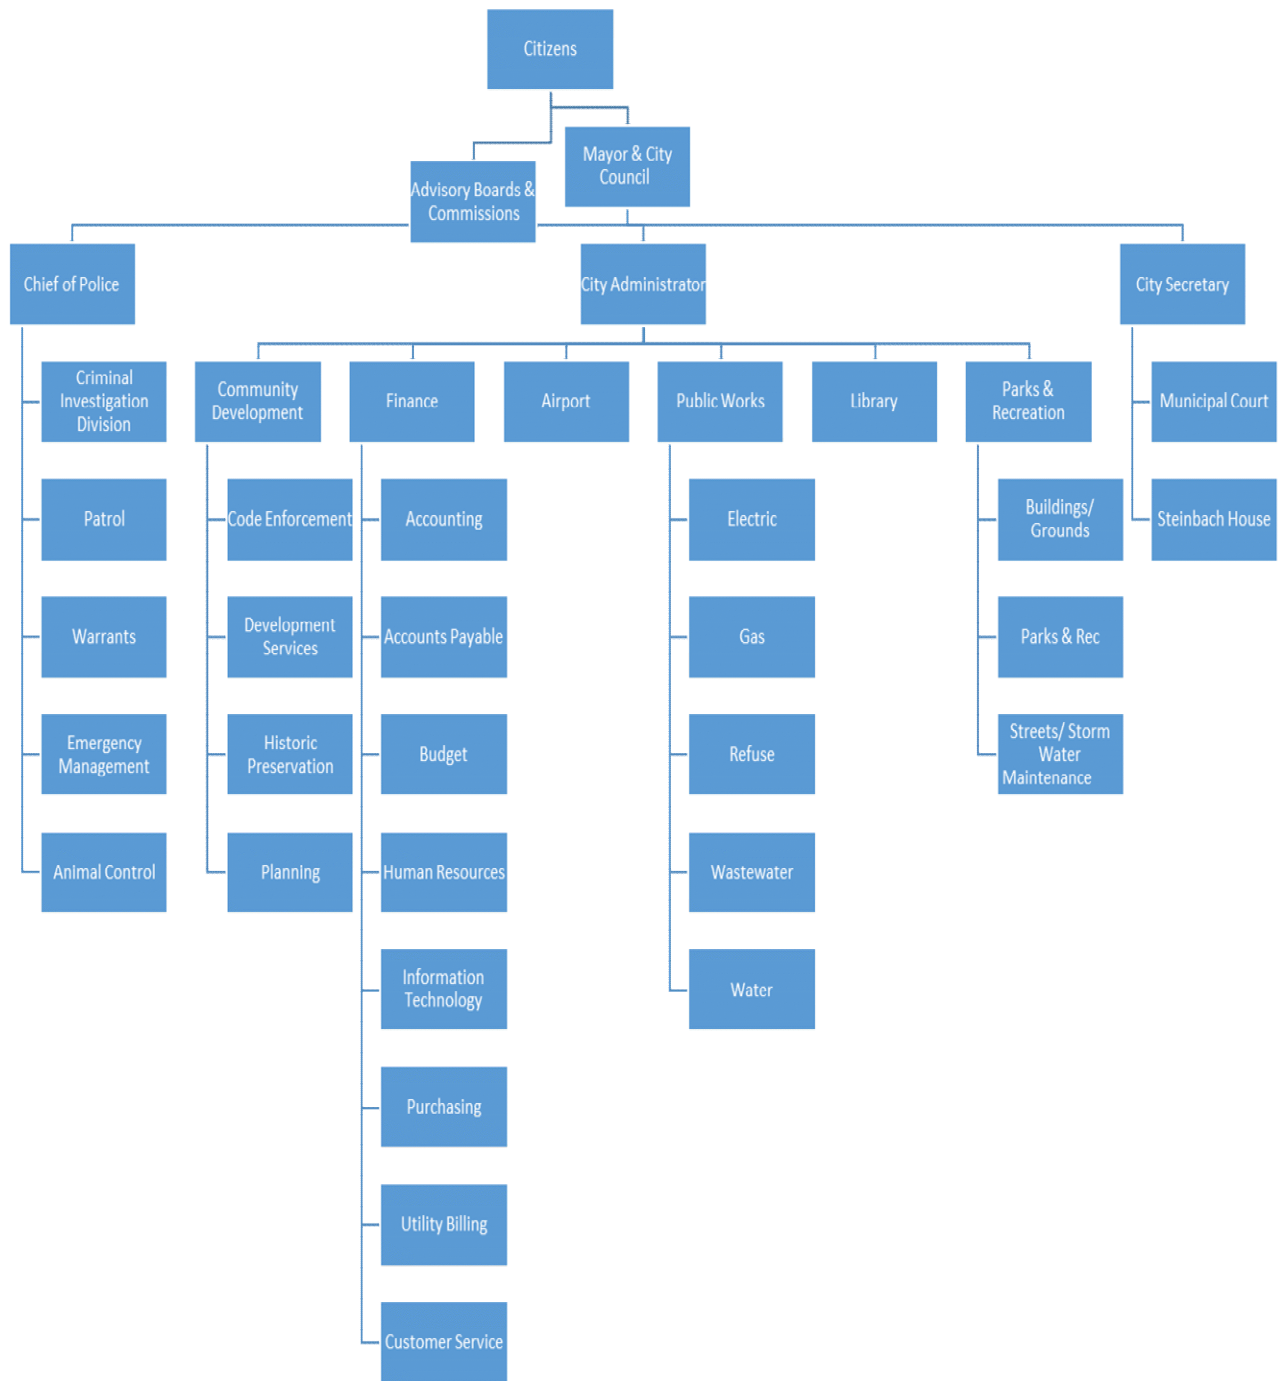 Citizens
Mayor & City
Council
Advisory Boards &
Commissions
Chief of Police
City Administrator
City Secretary
Criminal
Investigation
Division
Community
Development
Finance
Airport
Public Works
Library
Parks &
Recreation
Municipal Court
Patrol
Code Enforcement
Accounting
Electric
Buildings/
Grounds
Steinbach House
Warrants
Development
Services
Accounts Payable
Gas
Parks & Rec
Emergency
Management
Historic
Preservation
Budget
Refuse
Streets/ Storm
Water
Maintenance
Animal Control
Planning
Human Resources
Wastewater
Information
Technology
Water
Purchasing
Utility Billing
Customer Service